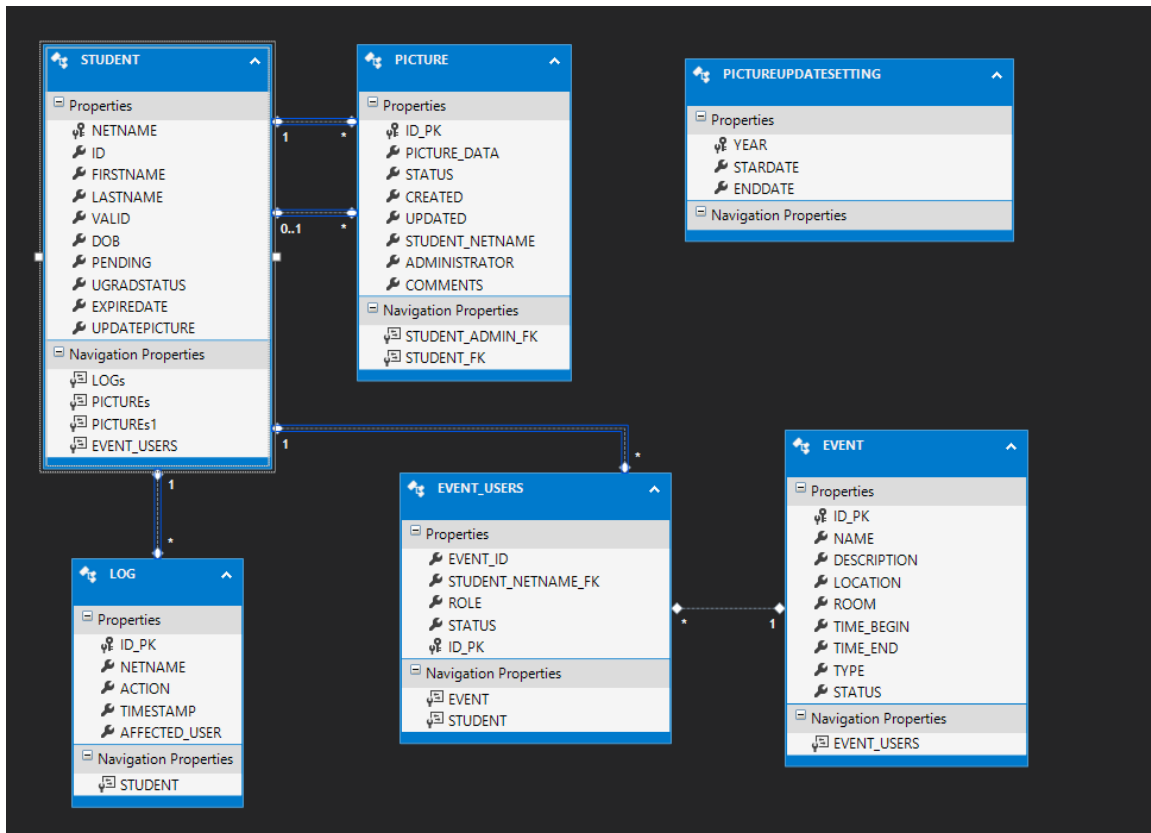 STUDENT
Properties
NETNAME
ID
FIRSTNAME
LASTNAME
VALID
DOB
PENDING
UGRADSTATUS
EXPIREDATE
UPDATEPICTURE
Navigation Properties
LOGs
PICTUREs
PICTUREs1
EVENT_USERS
1
*
0..1
*
PICTURE
Properties
ID_PK
PICTURE_DATA
STATUS
CREATED
UPDATED
STUDENT_NETNAME
ADMINISTRATOR
COMMENTS
Navigation Properties
STUDENT_ADMIN_FK
STUDENT_FK
PICTUREUPDATESETTING
Properties
YEAR
STARDATE
ENDDATE
Navigation Properties
1
*
1
*
LOG
Properties
ID_PK
NETNAME
ACTION
TIMESTAMP
AFFECTED_USER
Navigation Properties
STUDENT
EVENT_USERS
Properties
EVENT_ID
STUDENT_NETNAME_FK
ROLE
STATUS
ID_PK
Navigation Properties
EVENT
STUDENT
*
1
EVENT
Properties
ID_PK
NAME
DESCRIPTION
LOCATION
ROOM
TIME_BEGIN
TIME_END
TYPE
STATUS
Navigation Properties
EVENT_USERS